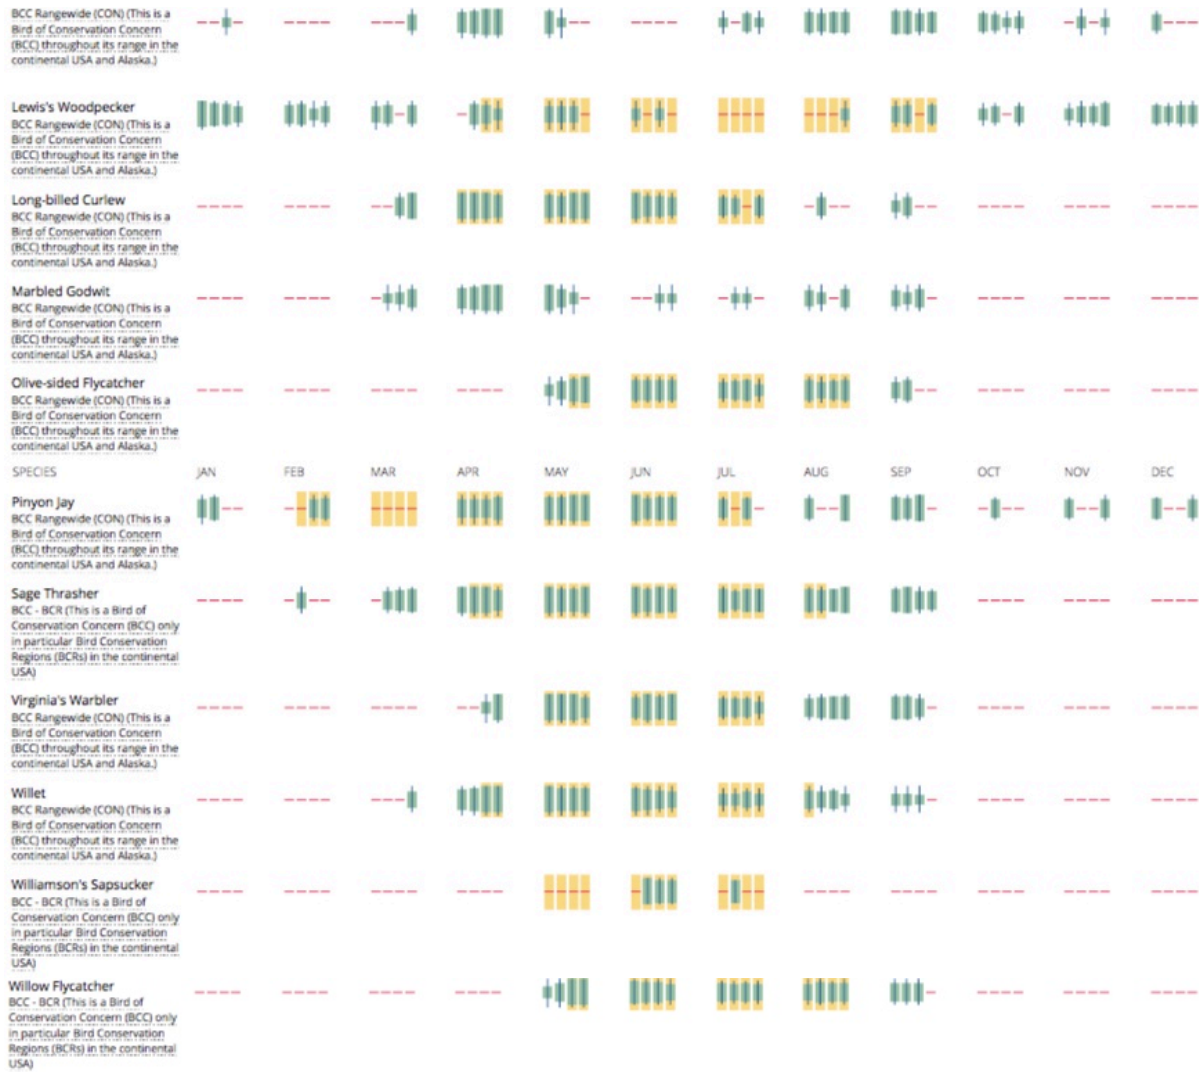 BCC Rangewide (CON) (This is a
Bird of Conservation Concern
(BCC) throughout its range in the
continental USA and Alaska.)
Lewis's Woodpecker
BCC Rangewide (CON) (This is a
Bird of Conservation Concern
(BCC) throughout its range in the
continental USA and Alaska.)
Long-billed Curlew
BCC Rangewide (CON) (This is a
Bird of Conservation Concern
(BCC) throughout its range in the
continental USA and Alaska.)
Marbled Godwit
BCC Rangewide (CON) (This is a
Bird of Conservation Concern
(BCC) throughout its range in the
continental USA and Alaska.)
Olive-sided Flycatcher
BCC Rangewide (CON) (This is a
Bird of Conservation Concern
(BCC) throughout its range in the
continental USA and Alaska.)
SPECIES JAN FEB MAR APR MAY JUN JUL AUG SEP OCT NOV DEC
Pinyon Jay
BCC Rangewide (CON) (This is a
Bird of Conservation Concern
(BCC) throughout its range in the
continental USA and Alaska.)
Sage Thrasher
BCC - BCR (This is a Bird of
Conservation Concern (BCC) only
in particular Bird Conservation
Regions (BCRs) in the continental
USA)
Virginia's Warbler
BCC Rangewide (CON) (This is a
Bird of Conservation Concern
(BCC) throughout its range in the
continental USA and Alaska.)
Willet
BCC Rangewide (CON) (This is a
Bird of Conservation Concern
(BCC) throughout its range in the
continental USA and Alaska.)
Williamson's Sapsucker
BCC - BCR (This is a Bird of
Conservation Concern (BCC) only
in particular Bird Conservation
Regions (BCRs) in the continental
USA)
Willow Flycatcher
BCC - BCR (This is a Bird of
Conservation Concern (BCC) only
in particular Bird Conservation
Regions (BCRs) in the continental
USA)